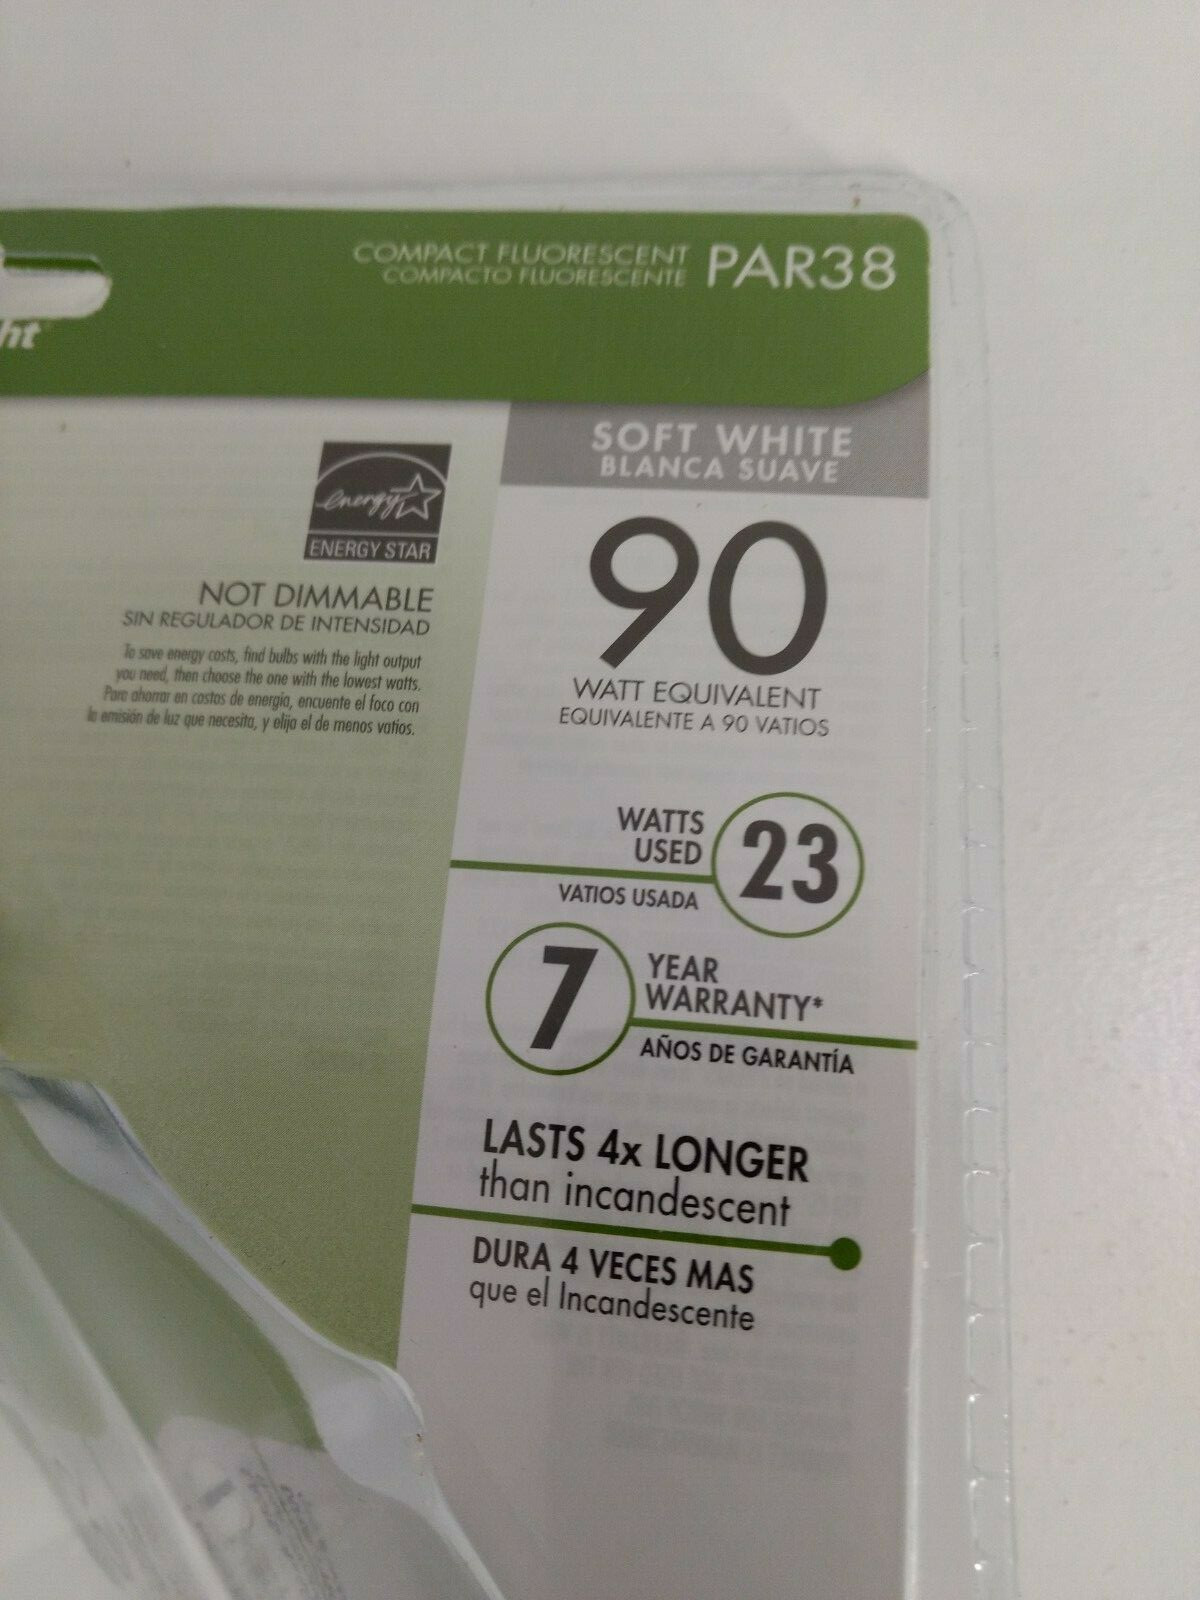 COMPACT FLUORESCENT PAR38
COMPACTO FLUORESCENTE
ht
SOFT WHITE
BLANCA SUAVE
energy
ENERGY STAR
NOT DIMMABLE
SIN REGULADOR DE INTENSIDAD
To save energy costs, find bulbs with the light output
you need, then choose the one with the lowest watts.
Para ahorrar en costos de energía, encuente el foco con
la emisión de luz que necesita, y elija el de menos vatios.
90
WATT EQUIVALENT
EQUIVALENTE A 90 VATIOS
WATTS
USED
23
VATIOS USADA
7
YEAR
WARRANTY*
AÑOS DE GARANTÍA
LASTS 4x LONGER
than incandescent
DURA 4 VECES MAS
que el Incandescente